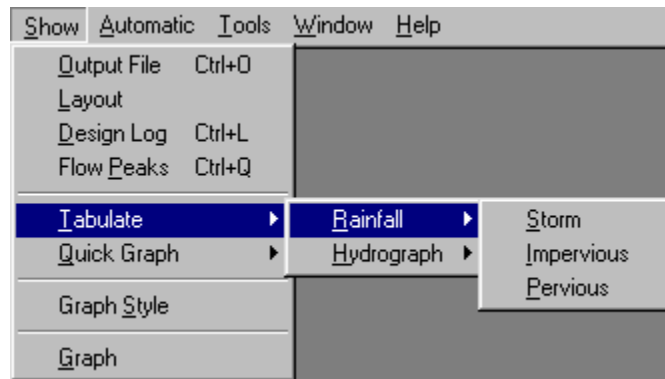 Show Automatic Tools Window Help
Output File Ctrl+O
Layout
Design Log Ctrl+L
Flow Peaks Ctrl+Q
Tabulate Rainfall Storm
Quick Graph Hydrograph Impervious
Pervious
Graph Style
Graph